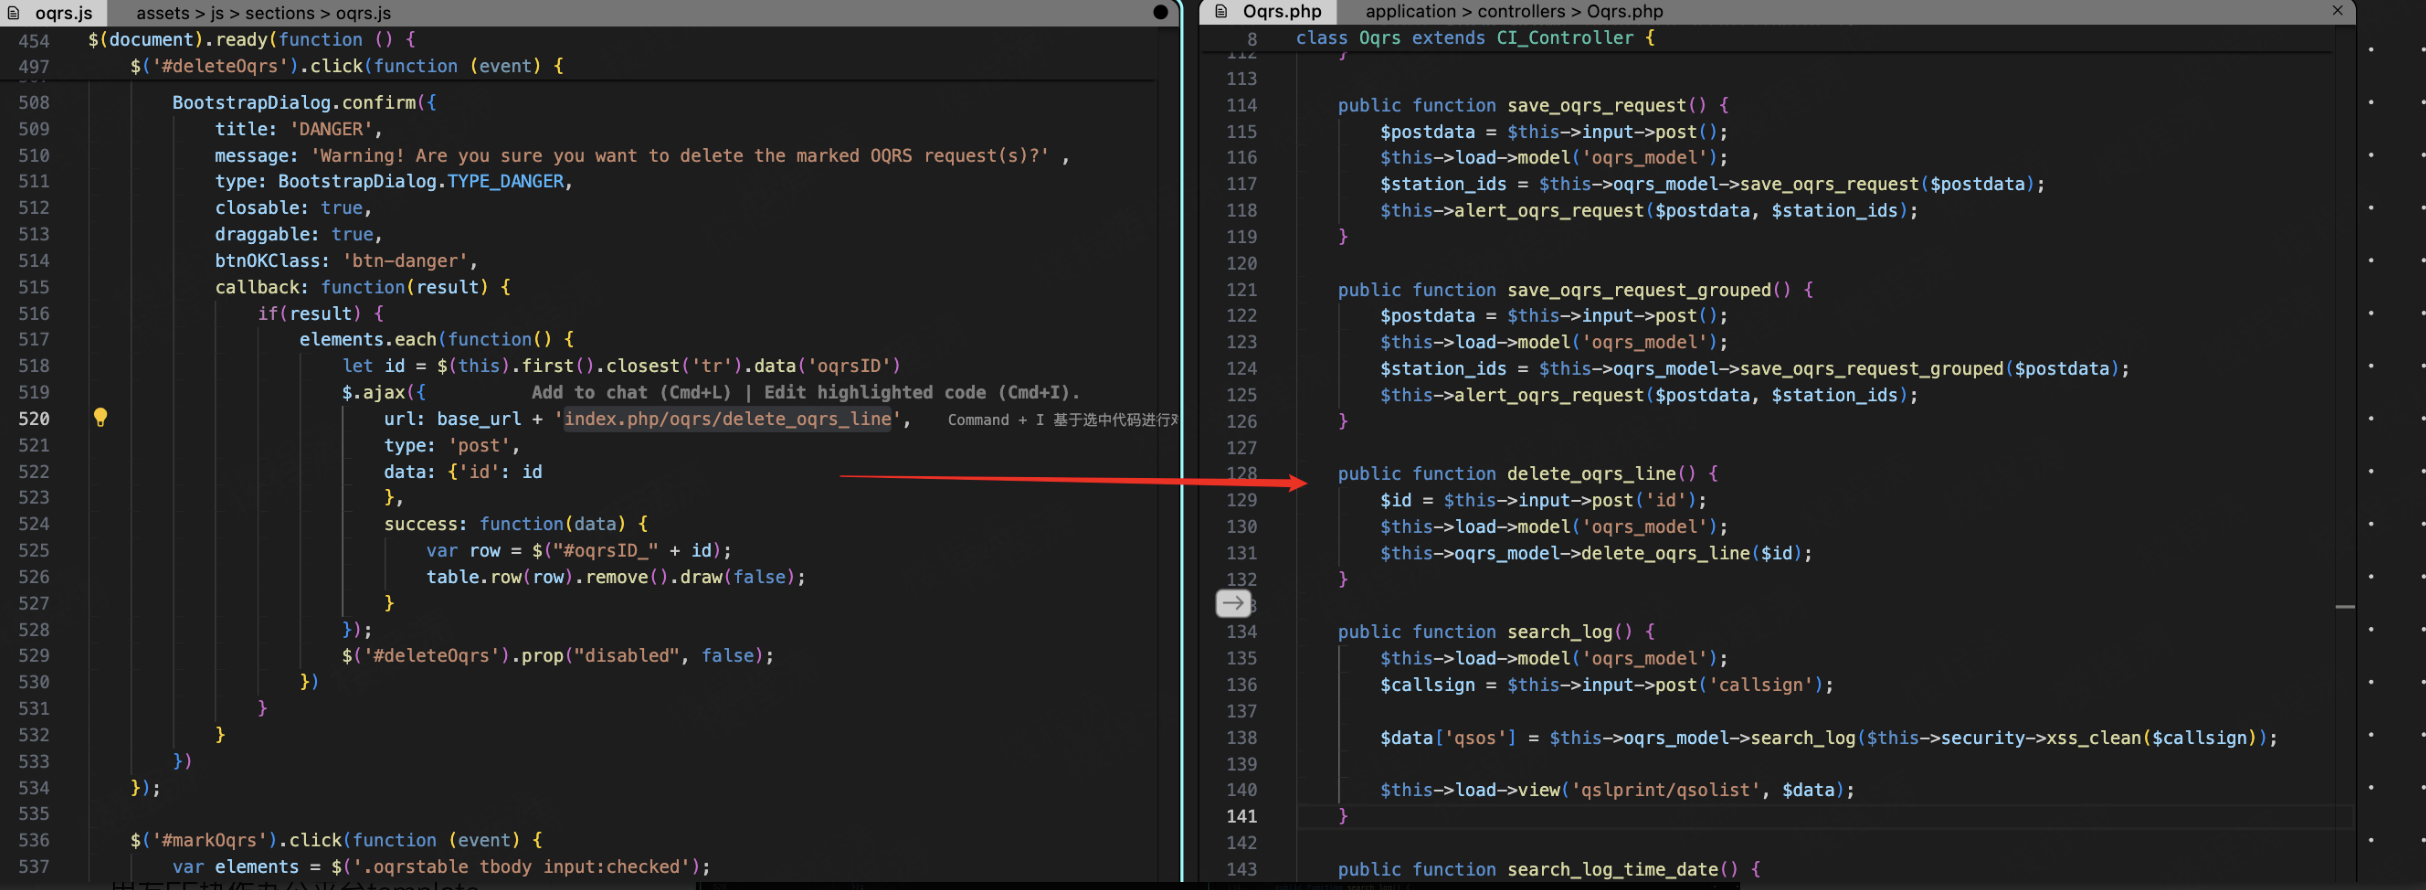 oqrs.js assets > js > sections > oqrs.js
454 $(document).ready(function () {
497 $('#deleteOqrs').click(function (event) {
508 BootstrapDialog.confirm({
509 title: 'DANGER',
510 message: 'Warning! Are you sure you want to delete the marked OQRS request(s)?' ,
511 type: BootstrapDialog.TYPE_DANGER,
512 closable: true,
513 draggable: true,
514 btnOKClass: 'btn-danger',
515 callback: function(result) {
516 if(result) {
517 elements.each(function() {
518 let id = $(this).first().closest('tr').data('oqrsID')
519 $.ajax({ Add to chat (Cmd+L) | Edit highlighted code (Cmd+I).
520 url: base_url + 'index.php/oqrs/delete_oqrs_line', Command + I 基于选中代码进行
521 type: 'post',
522 data: {'id': id
523 },
524 success: function(data) {
525 var row = $("#oqrsID_" + id);
526 table.row(row).remove().draw(false);
527 }
528 });
529 $('#deleteOqrs').prop("disabled", false);
530 })
531 }
532 }
533 })
534 });
535
536 $('#markOqrs').click(function (event) {
537 var elements = $('.oqrstable tbody input:checked');
Oqrs.php application > controllers > Oqrs.php
8 class Oqrs extends CI_Controller {
112 }
113
114 public function save_oqrs_request() {
115 $postdata = $this->input->post();
116 $this->load->model('oqrs_model');
117 $station_ids = $this->oqrs_model->save_oqrs_request($postdata);
118 $this->alert_oqrs_request($postdata, $station_ids);
119 }
120
121 public function save_oqrs_request_grouped() {
122 $postdata = $this->input->post();
123 $this->load->model('oqrs_model');
124 $station_ids = $this->oqrs_model->save_oqrs_request_grouped($postdata);
125 $this->alert_oqrs_request($postdata, $station_ids);
126 }
127
128 public function delete_oqrs_line() {
129 $id = $this->input->post('id');
130 $this->load->model('oqrs_model');
131 $this->oqrs_model->delete_oqrs_line($id);
132 }
3
134 public function search_log() {
135 $this->load->model('oqrs_model');
136 $callsign = $this->input->post('callsign');
137
138 $data['qsos'] = $this->oqrs_model->search_log($this->security->xss_clean($callsign));
139
140 $this->load->view('qslprint/qsolist', $data);
141 }
142
143 public function search_log_time_date() {